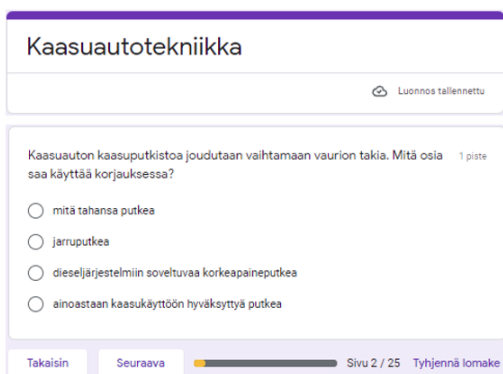 Kaasuautotekniikka
Luonnos tallennettu
Kaasuauton kaasuputkistoa joudutaan vaihtamaan vaurion takia. Mitä osia 1 piste
saa käyttää korjauksessa?
mitä tahansa putkea
jarruputkea
dieseljärjestelmiin soveltuvaa korkeapaineputkea
ainoastaan kaasukäyttöön hyväksyttyä putkea
Takaisin Seuraava Sivu 2 / 25 Tyhjennä lomake